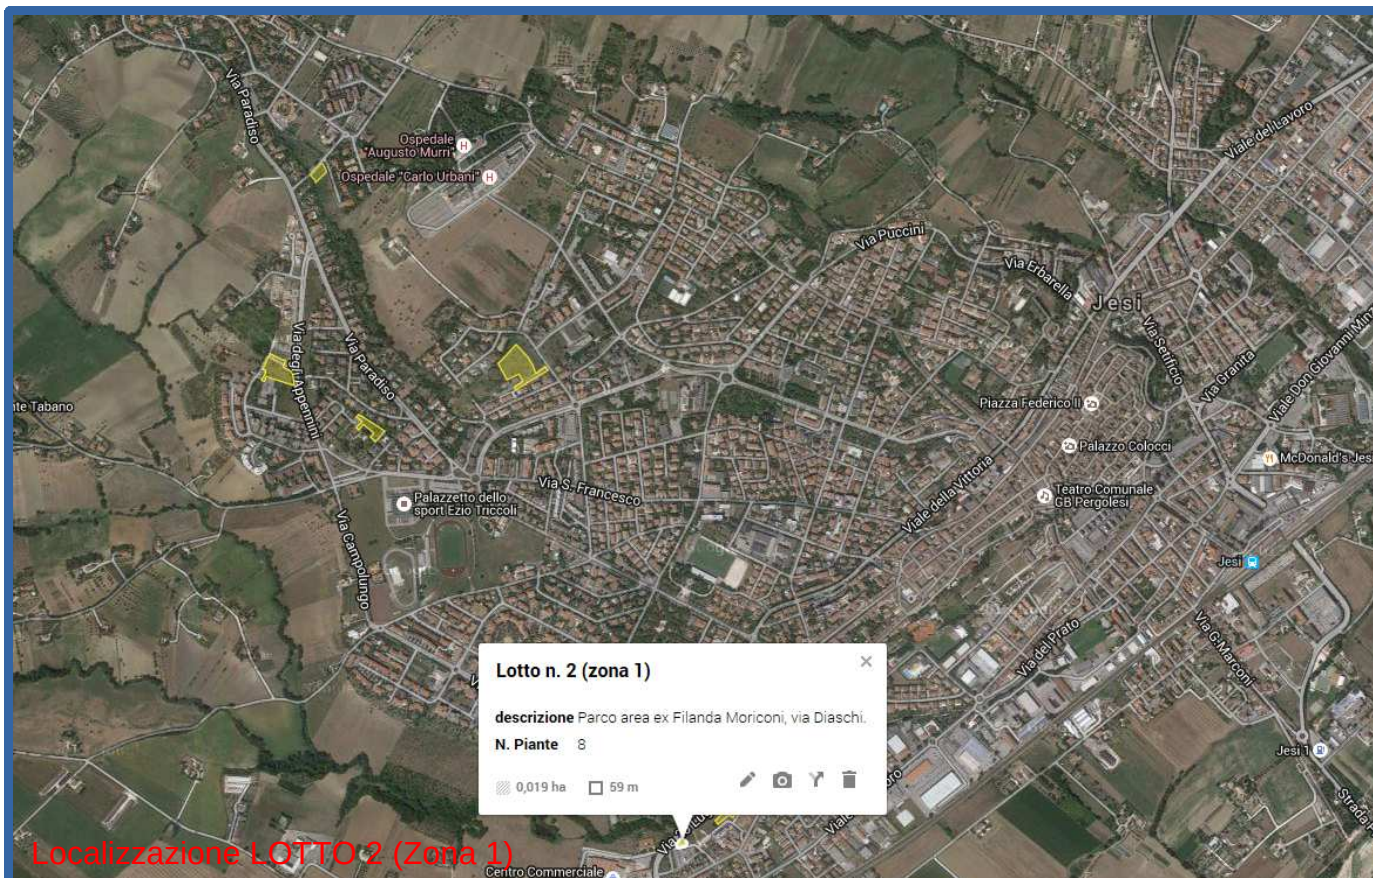 Via Paradiso
Viale del Lavoro
Ospedale
"Augusto Murri"
Ospedale "Carlo Urbani"
Via Puccini
Via Erbarella
Jesi
Via Setificio
Via Granita
Viale Don Giovanni Minz
Via degli Appennini
Via Paradiso
nte Tabano
Piazza Federico II
Palazzo Colocci
McDonald's Jesi
Viale della Vittoria
Teatro Comunale
GB Pergolesi
Via S. Francesco
Palazzetto dello
sport Ezio Triccoli
Via Campolungo
Jesi
Via del Prato
Via G.Marconi
Lotto n. 2 (zona 1)
descrizione Parco area ex Filanda Moriconi, via Diaschi.
N. Piante 8
0,019 ha 59 m
Jesi 1
Strada
Localizzazione LOTTO 2 (Zona 1)
Centro Commerciale